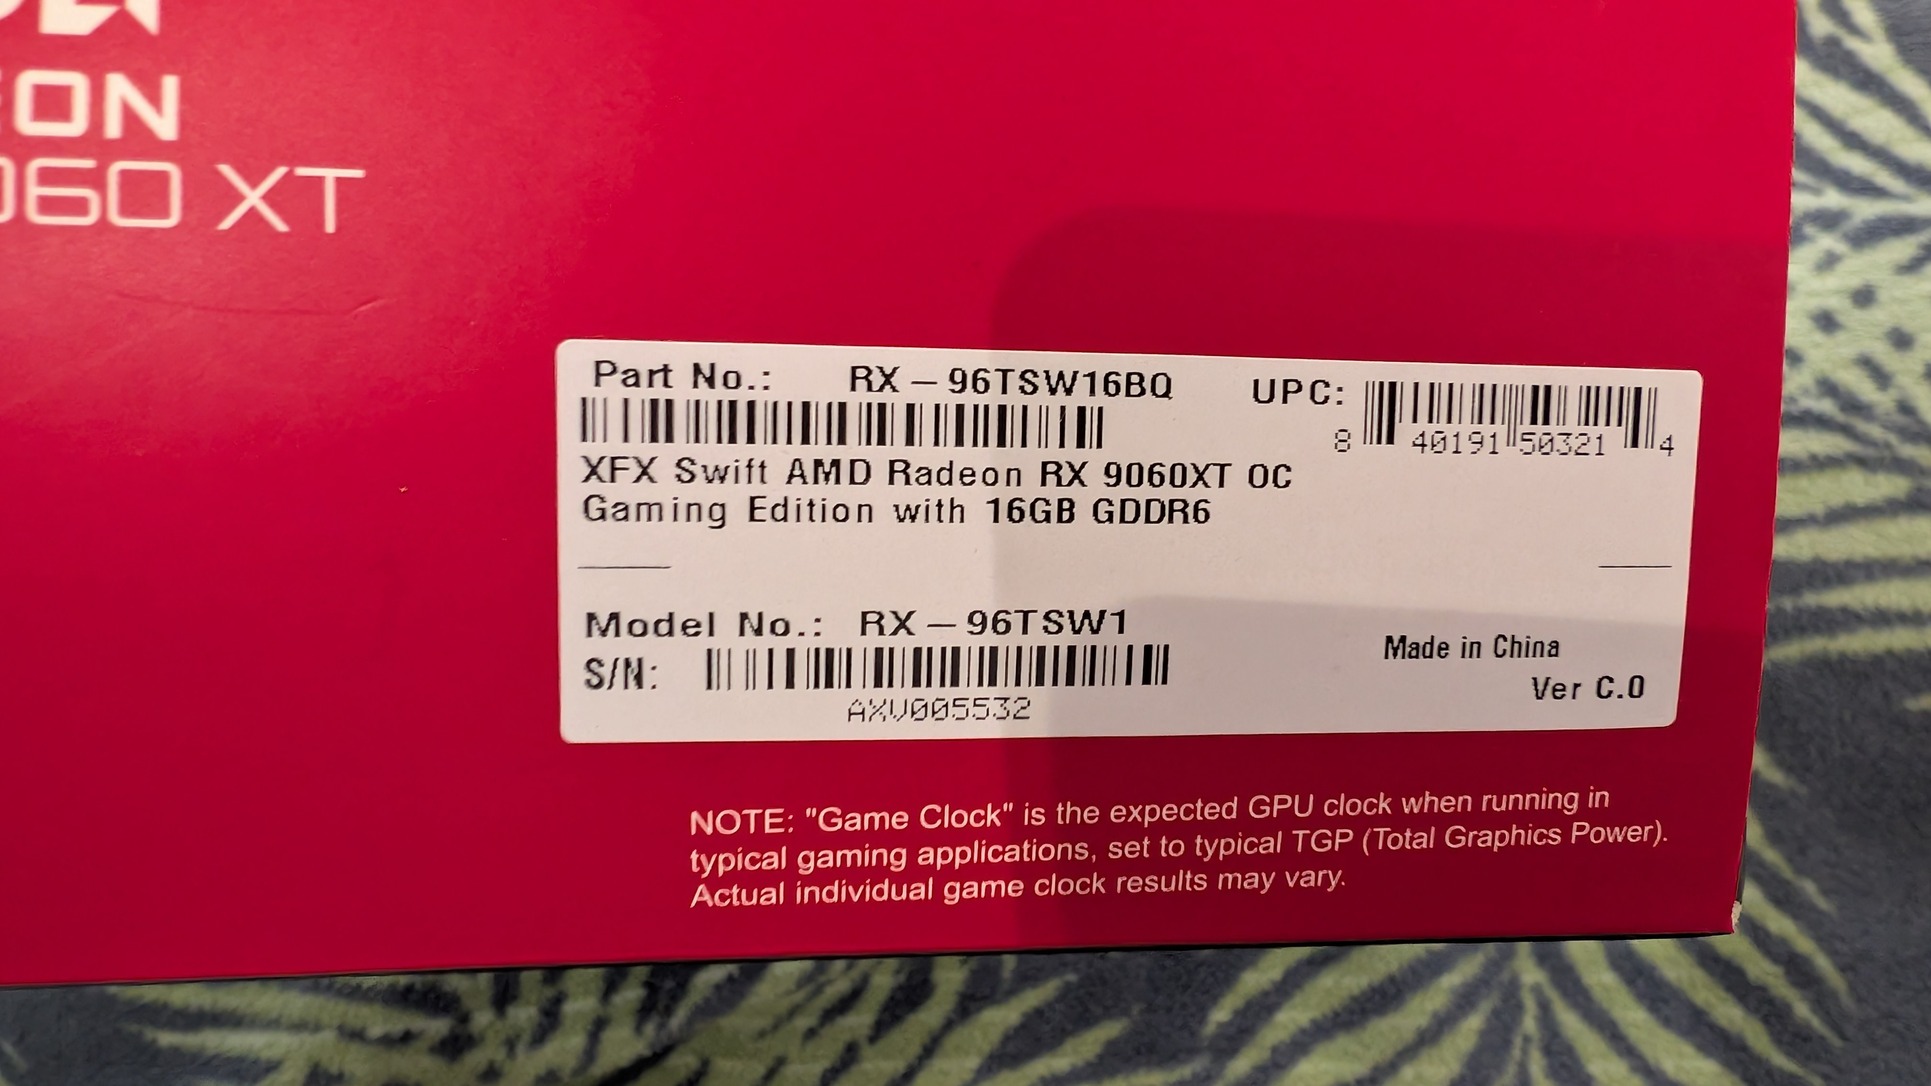 ON
060 XT
Part No.: RX – 96TSW16BQ UPC:
8 40191 50321 4
XFX Swift AMD Radeon RX 9060XT OC
Gaming Edition with 16GB GDDR6
Model No.: RX – 96TSW1
S/N:
AXV005532
Made in China
Ver C.0
NOTE: "Game Clock" is the expected GPU clock when running in
typical gaming applications, set to typical TGP (Total Graphics Power).
Actual individual game clock results may vary.